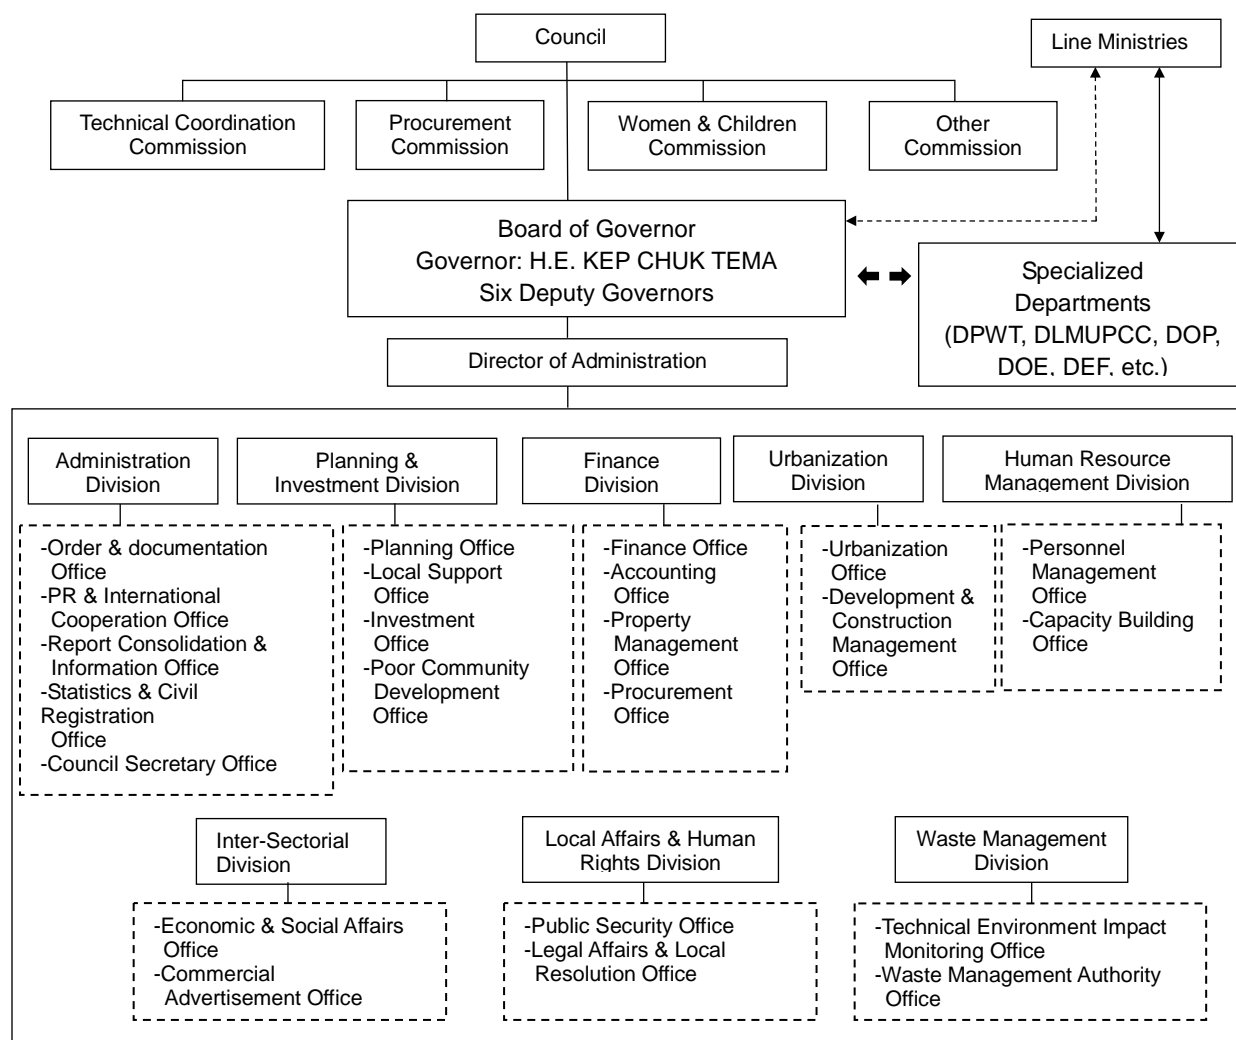 Council
Line Ministries
Technical Coordination
Commission
Procurement
Commission
Women & Children
Commission
Other
Commission
Board of Governor
Governor: H.E. KEP CHUK TEMA
Six Deputy Governors
Specialized
Departments
(DPWT, DLMUPCC, DOP,
DOE, DEF, etc.)
Director of Administration
Administration
Division
Planning &
Investment Division
Finance
Division
Urbanization
Division
Human Resource
Management Division
-Order & documentation
Office
-PR & International
Cooperation Office
-Report Consolidation &
Information Office
-Statistics & Civil
Registration
Office
-Council Secretary Office
-Planning Office
-Local Support
Office
-Investment
Office
-Poor Community
Development
Office
-Finance Office
-Accounting
Office
-Property
Management
Office
-Procurement
Office
-Urbanization
Office
-Development &
Construction
Management
Office
-Personnel
Management
Office
-Capacity Building
Office
Inter-Sectorial
Division
Local Affairs & Human
Rights Division
Waste Management
Division
-Economic & Social Affairs
Office
-Commercial
Advertisement Office
-Public Security Office
-Legal Affairs & Local
Resolution Office
-Technical Environment Impact
Monitoring Office
-Waste Management Authority
Office